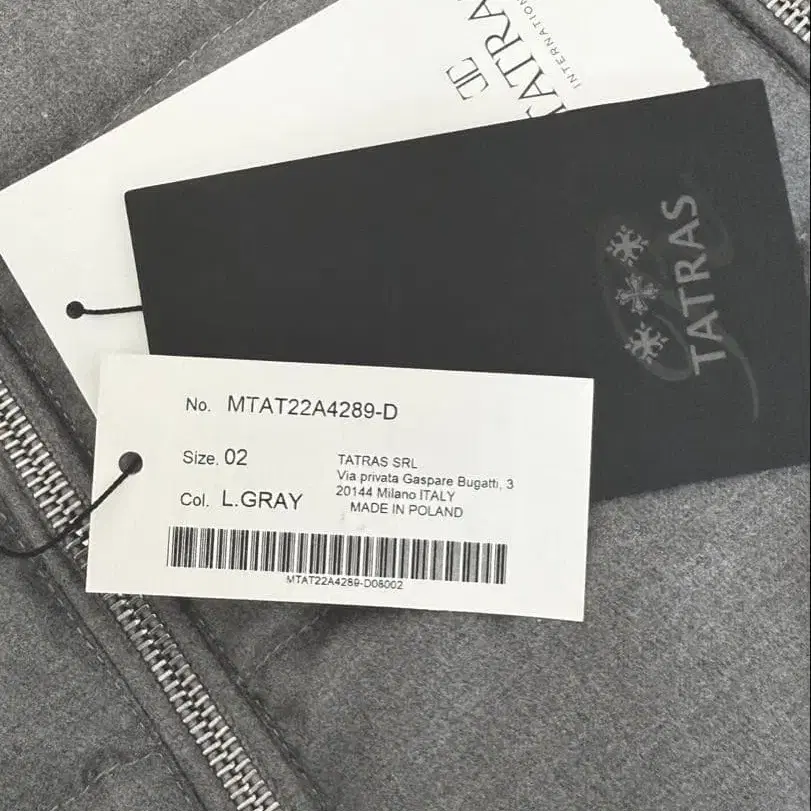 TATRAS
INTERNATION
TATRAS
No. MTAT22A4289-D
Size. 02
Col. L.GRAY
TATRAS SRL
Via privata Gaspare Bugatti, 3
20144 Milano ITALY
MADE IN POLAND
MTAT22A4289-D08002